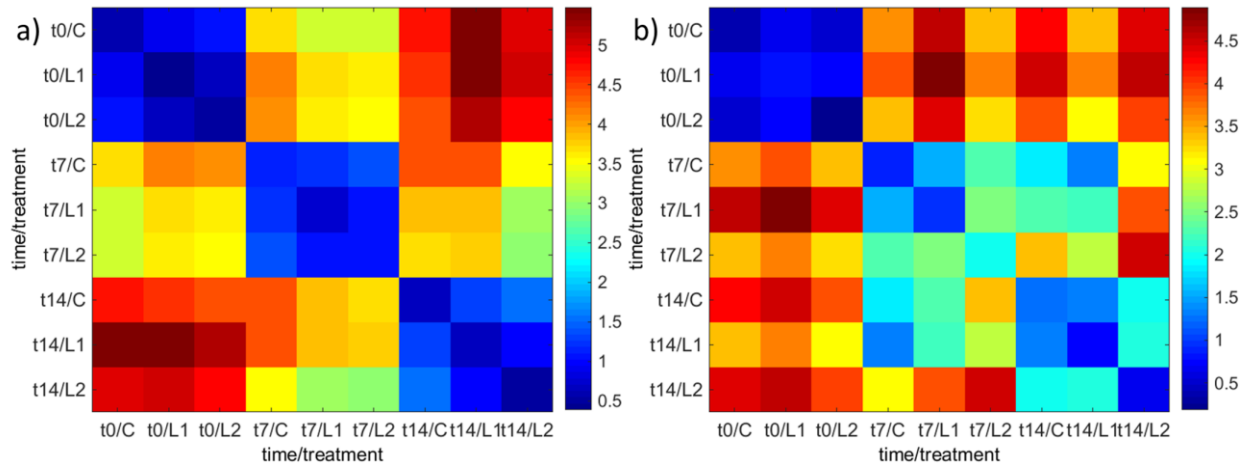 a)
t0/C
t0/L1
t0/L2
t7/C
t7/L1
t7/L2
t14/C
t14/L1
t14/L2
time/treatment
t0/C t0/L1 t0/L2 t7/C t7/L1 t7/L2 t14/C t14/L1 t14/L2
time/treatment
5
4.5
4
3.5
3
2.5
2
1.5
1
0.5
b)
t0/C
t0/L1
t0/L2
t7/C
t7/L1
t7/L2
t14/C
t14/L1
t14/L2
time/treatment
t0/C t0/L1 t0/L2 t7/C t7/L1 t7/L2 t14/C t14/L1 t14/L2
time/treatment
4.5
4
3.5
3
2.5
2
1.5
1
0.5